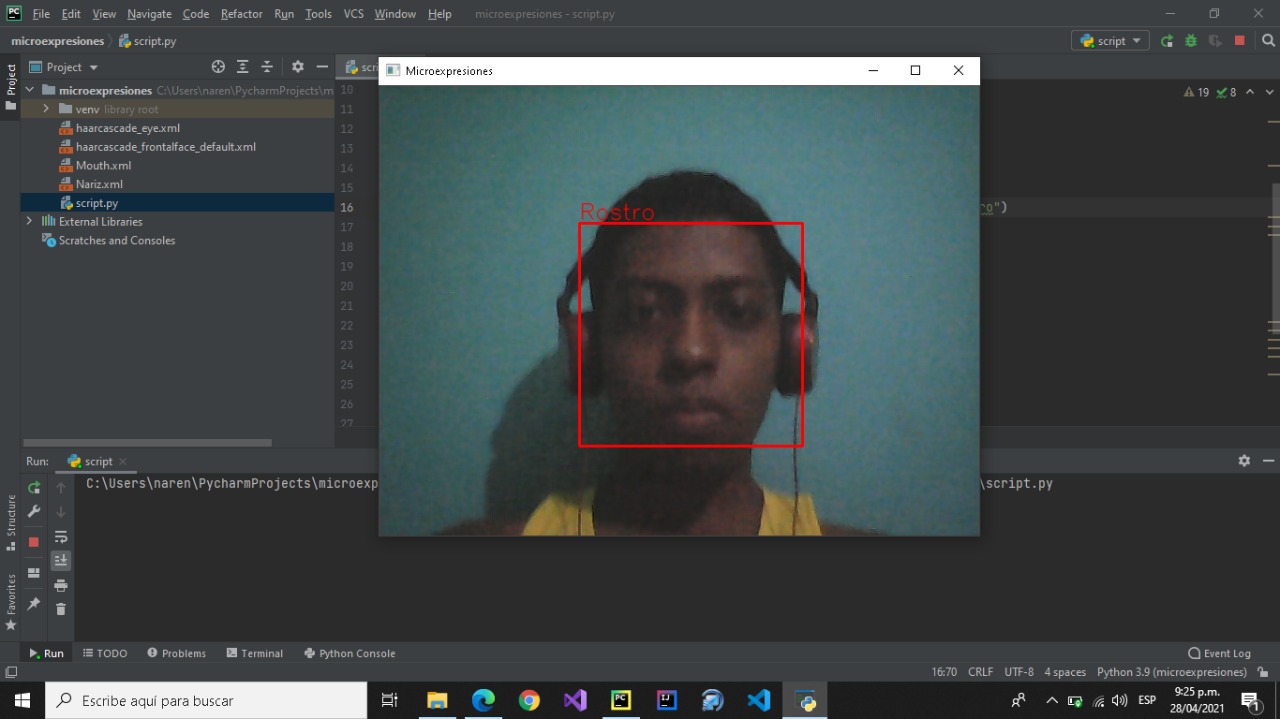 File Edit View Navigate Code Refactor Run Tools VCS Window Help microexpresiones - script.py
microexpresiones script.py script
Project
Project
microexpresiones C:\Users\naren\PycharmProjects\m
venv library root
haarcascade_eye.xml
haarcascade_frontalface_default.xml
Mouth.xml
Nariz.xml
script.py
External Libraries
Scratches and Consoles
scri
19 8
10
11
12
13
14
15
16 ro")
17
18
19
20
21
22
23
24
25
26
27
Microexpresiones
Rostro
Run: script
C:\Users\naren\PycharmProjects\microexp \script.py
Structure
Favorites
Run TODO Problems Terminal Python Console Event Log
16:70 CRLF UTF-8 4 spaces Python 3.9 (microexpresiones)
Escribe aquí para buscar
ESP
9:25 p.m.
28/04/2021
1